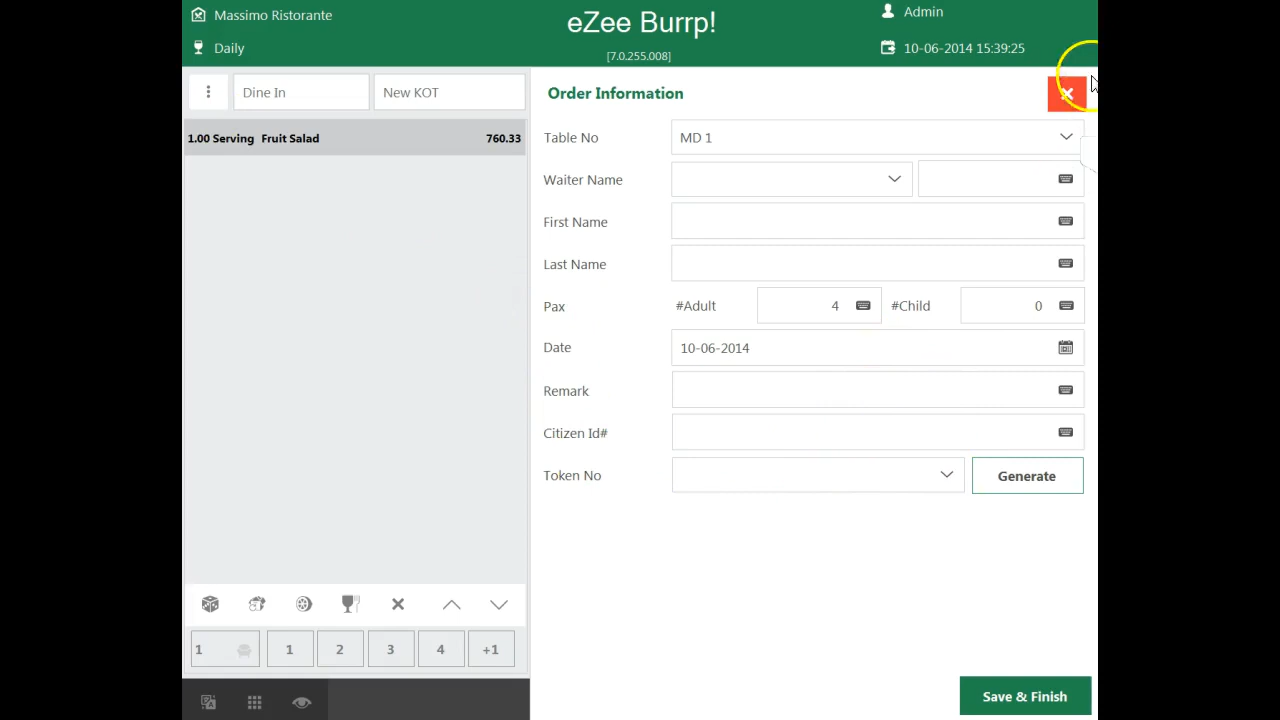 Massimo Ristorante
eZee Burrp!
Admin
Daily
[7.0.255.008]
10-06-2014 15:39:25
Dine In
New KOT
Order Information
1.00 Serving Fruit Salad 760.33
Table No MD 1
Waiter Name
First Name
Last Name
Pax #Adult 4 #Child 0
Date 10-06-2014
Remark
Citizen Id#
Token No Generate
1 1 2 3 4 +1
Save & Finish